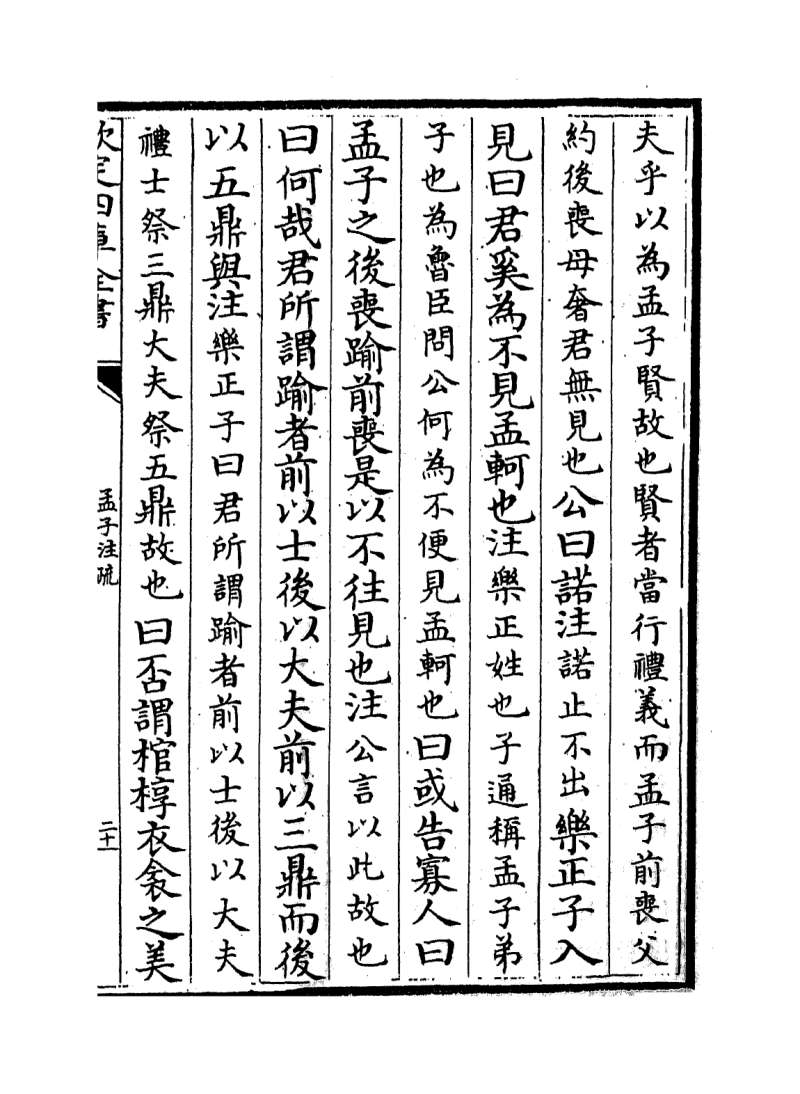 夫乎以為孟子賢故也賢者當行禮義而孟子前喪父
約後喪母奢君無見也公曰諾注諾止不出樂正子入
見曰君奚為不見孟軻也注樂正姓也子通稱孟子弟
子也為魯臣問公何為不便見孟軻也曰或告寡人曰
孟子之後喪踰前喪是以不往見也注公言以此故也
曰何哉君所謂踰者前以士後以大夫前以三鼎而後
以五鼎與注樂正子曰君所謂踰者前以士後以大夫
禮士祭三鼎大夫祭五鼎故也曰否謂棺椁衣衾之美
欽定四庫全書
孟子注疏
二十一